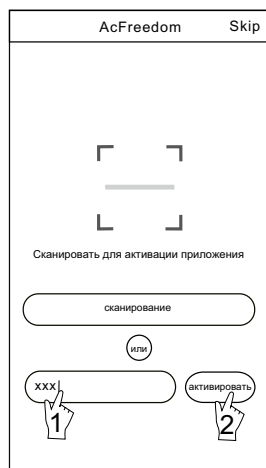 AcFreedom Skip
Сканировать для активации приложения
сканирование
или
xxx активировать
1 2